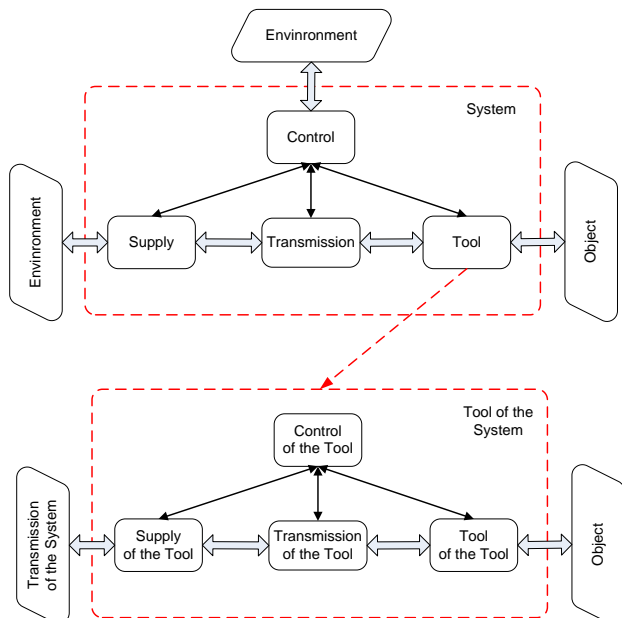 Envinronment
System
Control
Envinronment
Supply
Transmission
Tool
Object
Tool of the
System
Control
of the Tool
Transmission
of the System
Supply
of the Tool
Transmission
of the Tool
Tool
of the Tool
Object